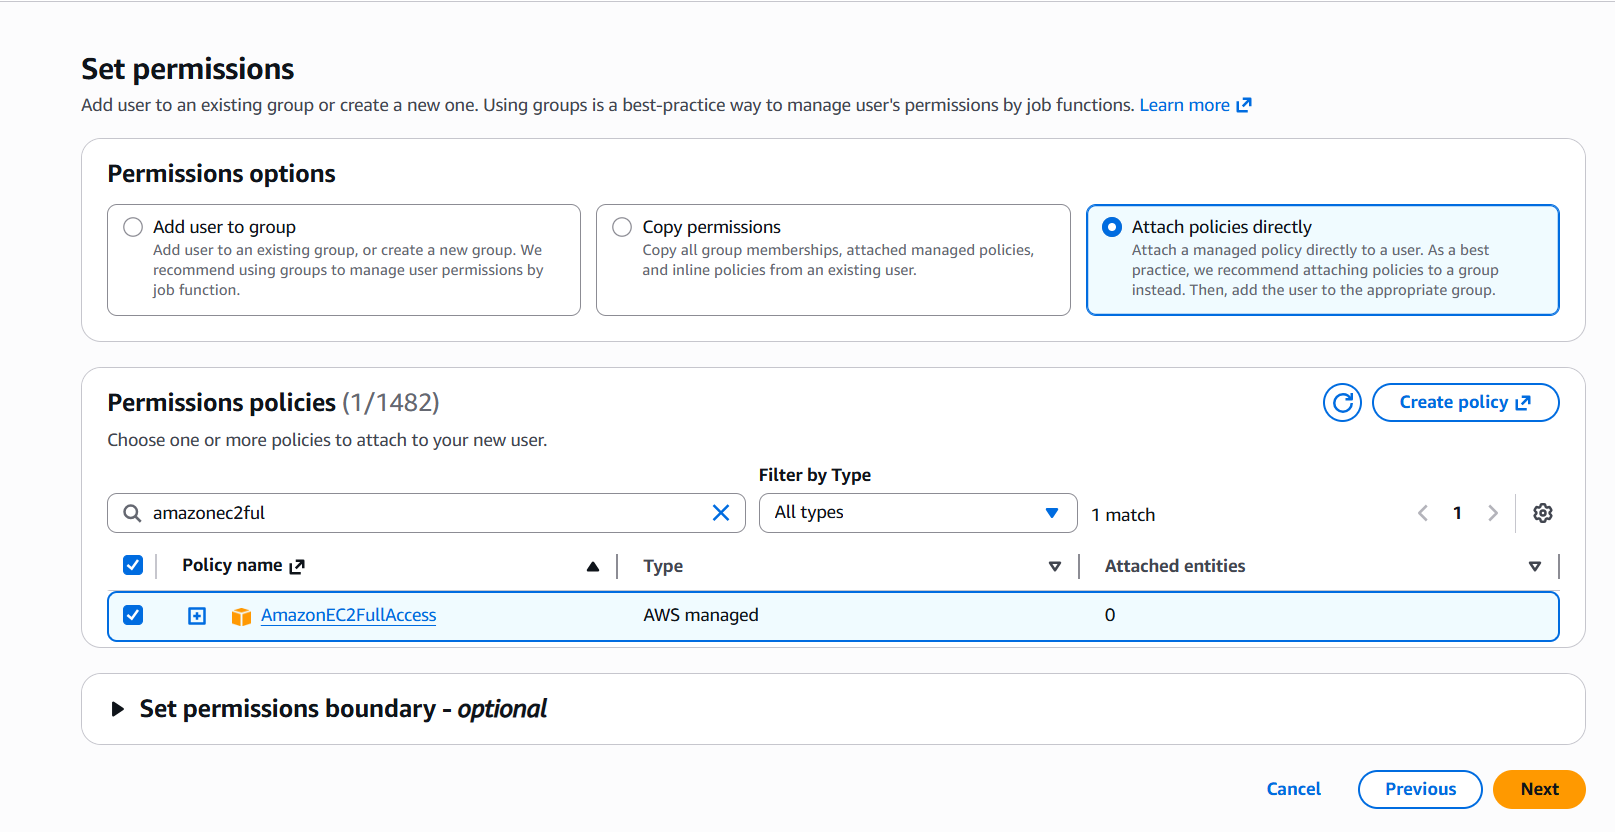 Set permissions
Add user to an existing group or create a new one. Using groups is a best-practice way to manage user's permissions by job functions. Learn more
Permissions options
Add user to group
Add user to an existing group, or create a new group. We
recommend using groups to manage user permissions by
job function.
Copy permissions
Copy all group memberships, attached managed policies,
and inline policies from an existing user.
Attach policies directly
Attach a managed policy directly to a user. As a best
practice, we recommend attaching policies to a group
instead. Then, add the user to the appropriate group.
Permissions policies (1/1482)
Create policy
Choose one or more policies to attach to your new user.
Filter by Type
amazonec2ful
All types
1 match
1
Policy name
Type
Attached entities
AmazonEC2FullAccess
AWS managed
0
Set permissions boundary - optional
Cancel
Previous
Next